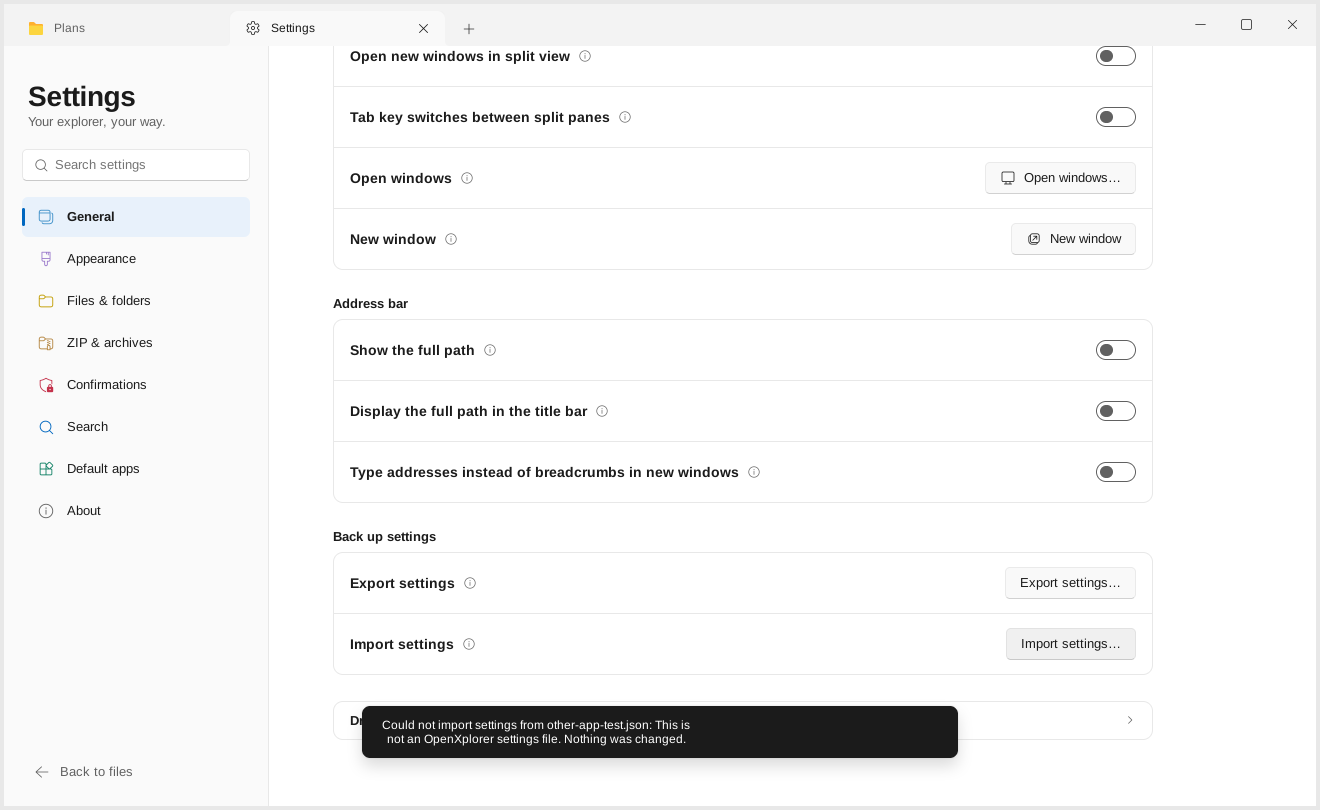 Plans
Settings
Settings
Your explorer, your way.
Search settings
General
Appearance
Files & folders
ZIP & archives
Confirmations
Search
Default apps
About
Back to files
Open new windows in split view
Tab key switches between split panes
Open windows
Open windows…
New window
New window
Address bar
Show the full path
Display the full path in the title bar
Type addresses instead of breadcrumbs in new windows
Back up settings
Export settings
Export settings…
Import settings
Import settings…
Could not import settings from other-app-test.json: This is
not an OpenXplorer settings file. Nothing was changed.